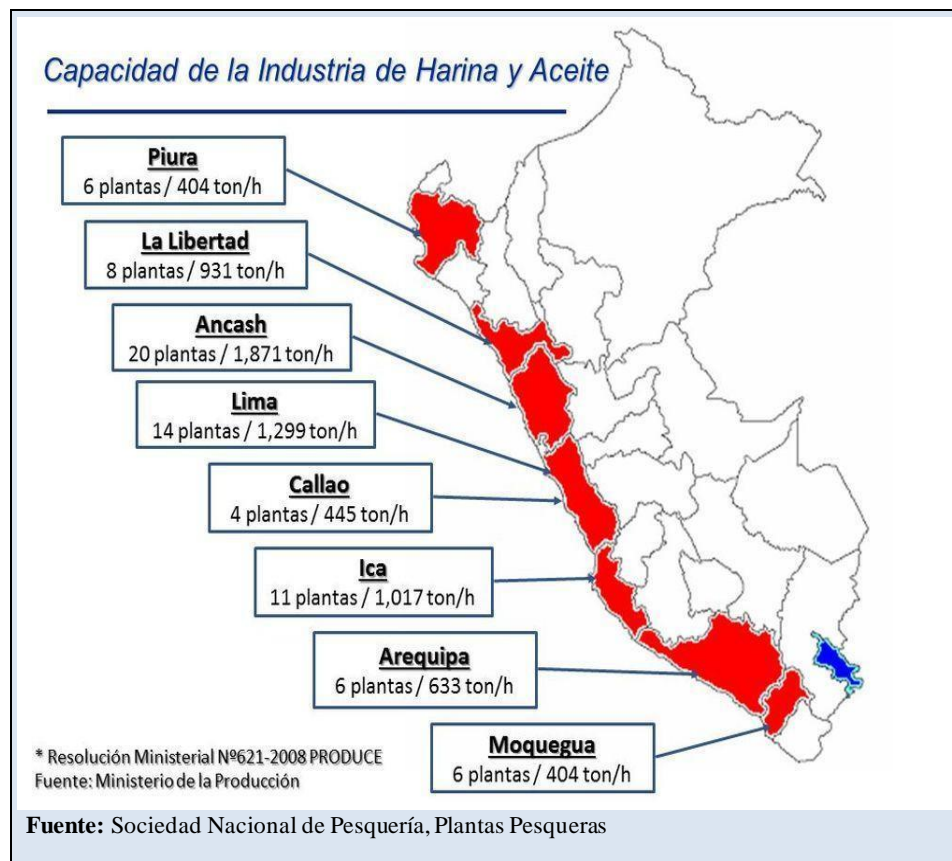 Capacidad de la Industria de Harina y Aceite
Piura
6 plantas / 404 ton/h
La Libertad
8 plantas / 931 ton/h
Ancash
20 plantas / 1,871 ton/h
Lima
14 plantas / 1,299 ton/h
Callao
4 plantas / 445 ton/h
Ica
11 plantas / 1,017 ton/h
Arequipa
6 plantas / 633 ton/h
Moquegua
6 plantas / 404 ton/h
* Resolución Ministerial Nº621-2008 PRODUCE
Fuente: Ministerio de la Producción
Fuente: Sociedad Nacional de Pesquería, Plantas Pesqueras